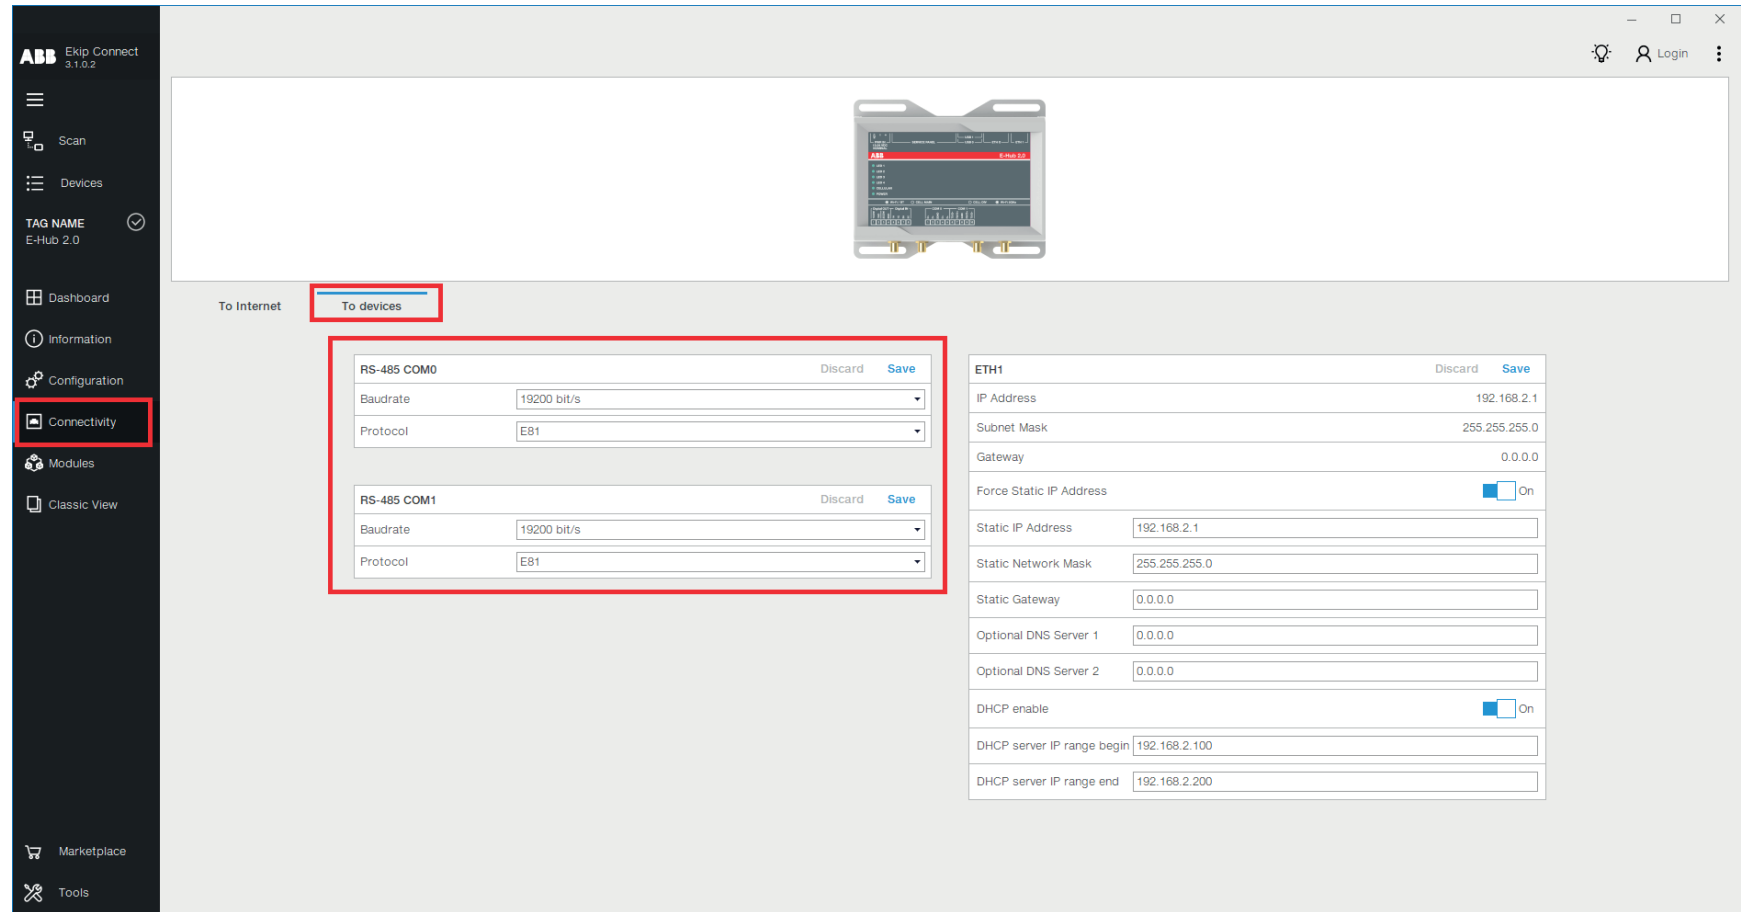 ABB Ekip Connect
3.1.0.2
Login
Scan
Devices
TAG NAME
E-Hub 2.0
Dashboard
Information
Configuration
Connectivity
Modules
Classic View
Marketplace
Tools
ABB E-Hub 2.0
To Internet To devices
RS-485 COM0 Discard Save
Baudrate 19200 bit/s
Protocol E81
RS-485 COM1 Discard Save
Baudrate 19200 bit/s
Protocol E81
ETH1 Discard Save
IP Address 192.168.2.1
Subnet Mask 255.255.255.0
Gateway 0.0.0.0
Force Static IP Address On
Static IP Address 192.168.2.1
Static Network Mask 255.255.255.0
Static Gateway 0.0.0.0
Optional DNS Server 1 0.0.0.0
Optional DNS Server 2 0.0.0.0
DHCP enable On
DHCP server IP range begin 192.168.2.100
DHCP server IP range end 192.168.2.200